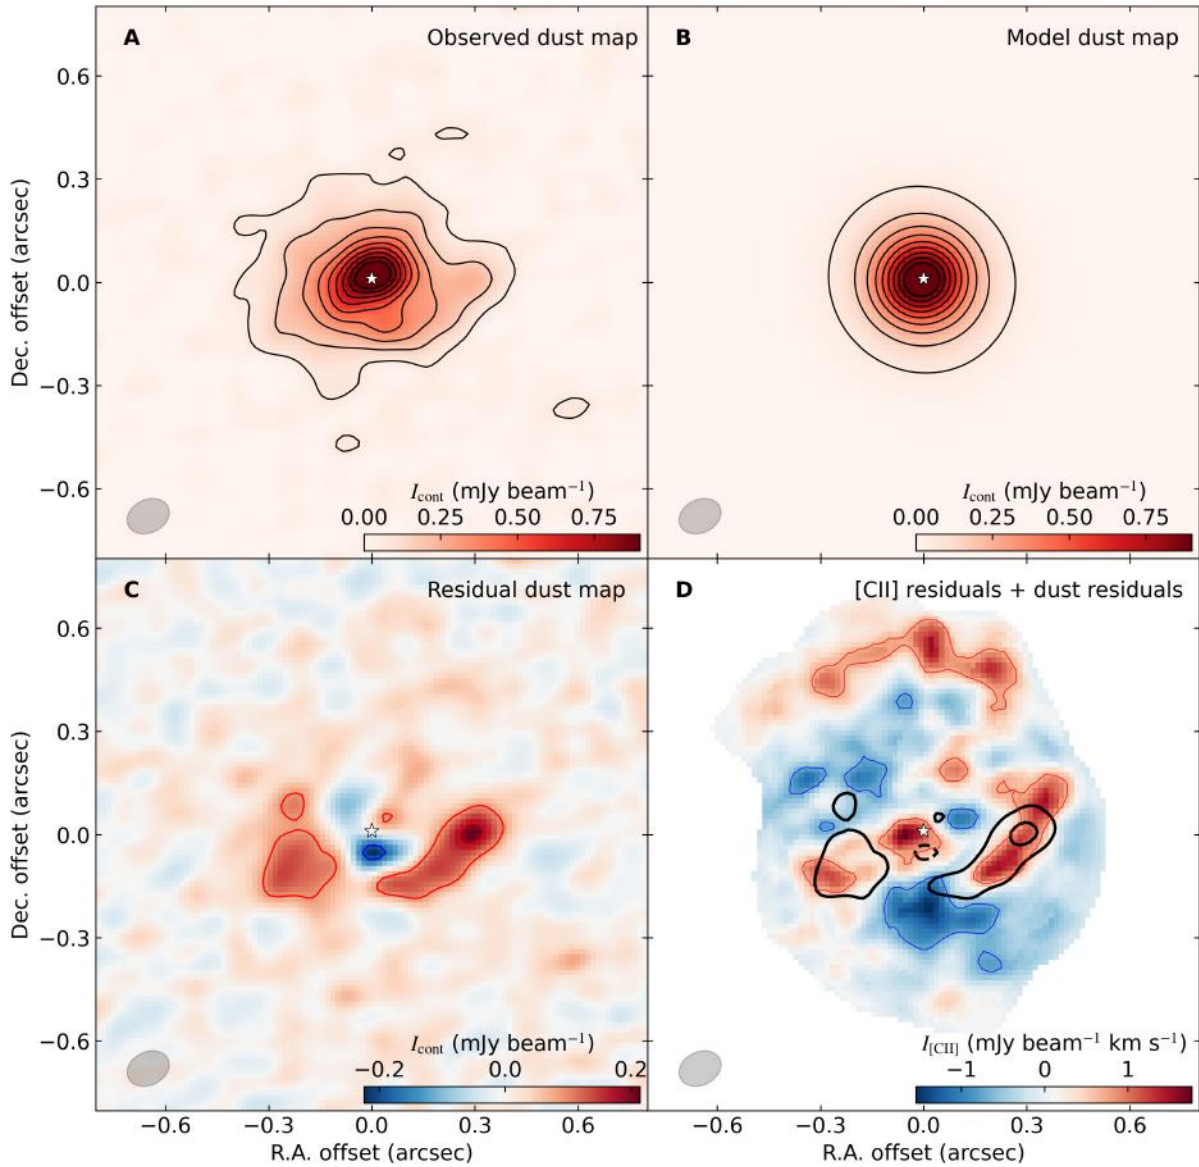 A Observed dust map
B Model dust map
0.6
0.3
0.0
−0.3
−0.6
Dec. offset (arcsec)
I_cont (mJy beam⁻¹)
0.00 0.25 0.50 0.75
I_cont (mJy beam⁻¹)
0.00 0.25 0.50 0.75
C Residual dust map
D [CII] residuals + dust residuals
0.6
0.3
0.0
−0.3
−0.6
Dec. offset (arcsec)
I_cont (mJy beam⁻¹)
−0.2 0.0 0.2
I_[CII] (mJy beam⁻¹ km s⁻¹)
−1 0 1
−0.6 −0.3 0.0 0.3 0.6
R.A. offset (arcsec)
−0.6 −0.3 0.0 0.3 0.6
R.A. offset (arcsec)